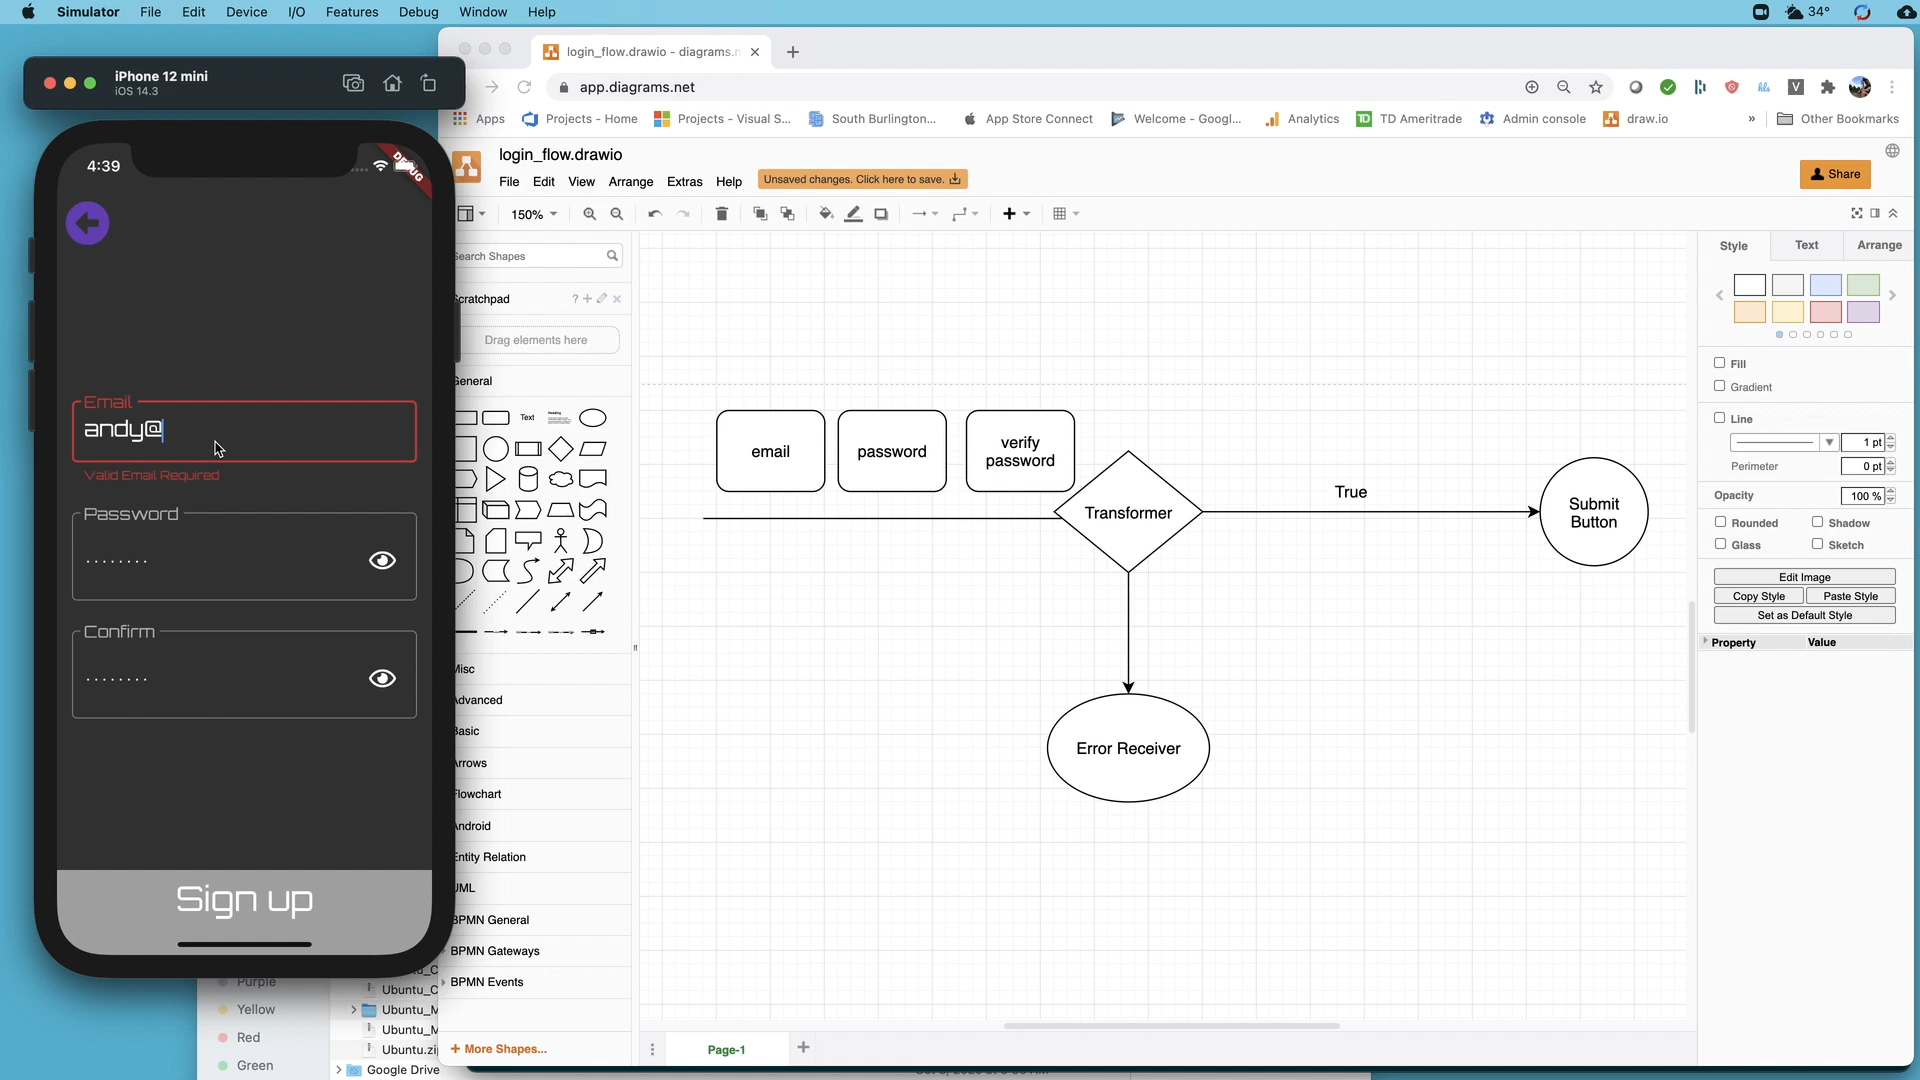 Simulator File Edit Device I/O Features Debug Window Help 34°
iPhone 12 mini
iOS 14.3
4:39
DEBUG
Email
andy@
Valid Email Required
Password
Confirm
Sign up
login_flow.drawio - diagrams.n
app.diagrams.net
Apps Projects - Home Projects - Visual S... South Burlington... App Store Connect Welcome - Googl... Analytics TD Ameritrade Admin console draw.io » Other Bookmarks
login_flow.drawio
File Edit View Arrange Extras Help Unsaved changes. Click here to save.
Share
150%
Search Shapes
Scratchpad
Drag elements here
General
Text
Heading
Misc
Advanced
Basic
Arrows
Flowchart
Android
Entity Relation
UML
BPMN General
BPMN Gateways
BPMN Events
+ More Shapes...
email
password
verify
password
Transformer
True
Submit
Button
Error Receiver
Page-1
Style Text Arrange
Fill
Gradient
Line
1 pt
Perimeter 0 pt
Opacity 100 %
Rounded Shadow
Glass Sketch
Edit Image
Copy Style Paste Style
Set as Default Style
Property Value
Purple
Yellow
Red
Green
Ubuntu_C
Ubuntu_M
Ubuntu_M
Ubuntu.zi
Google Drive